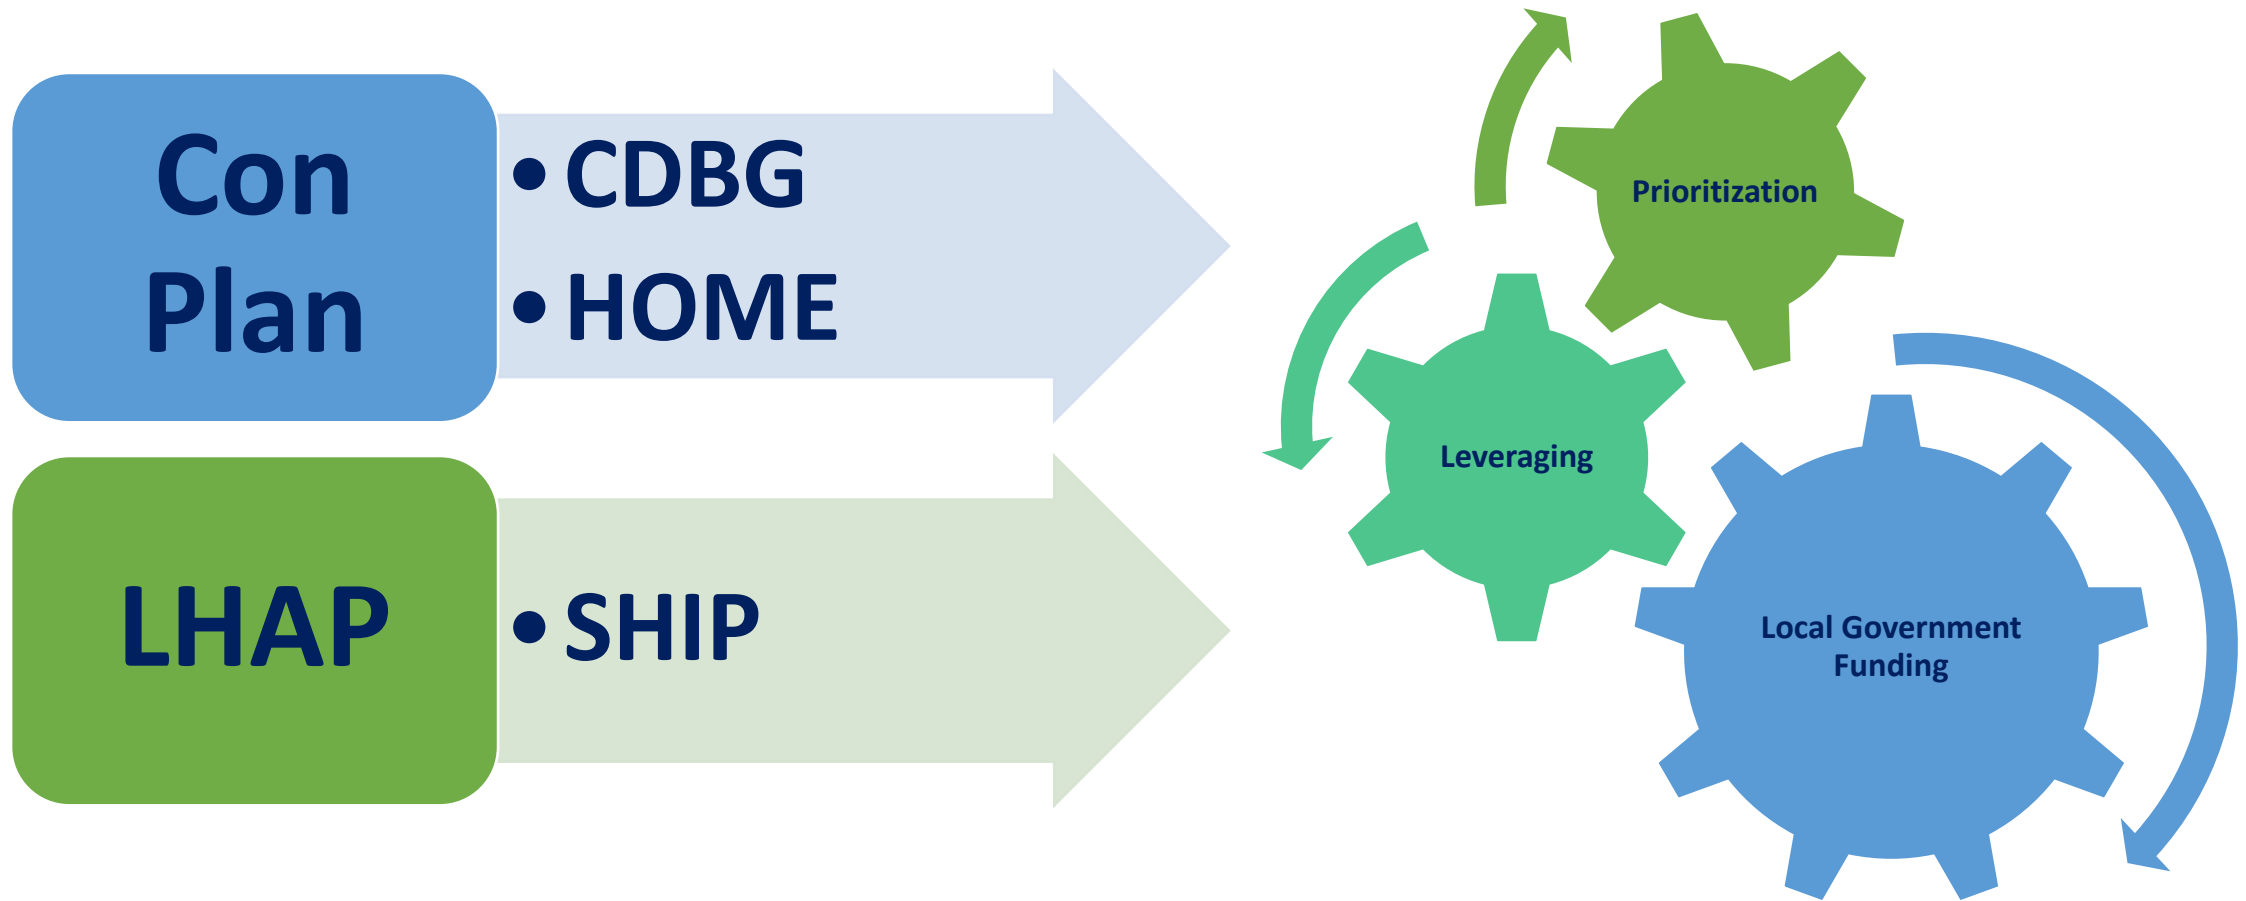 Con
Plan
• CDBG
• HOME
LHAP
• SHIP
Prioritization
Leveraging
Local Government
Funding